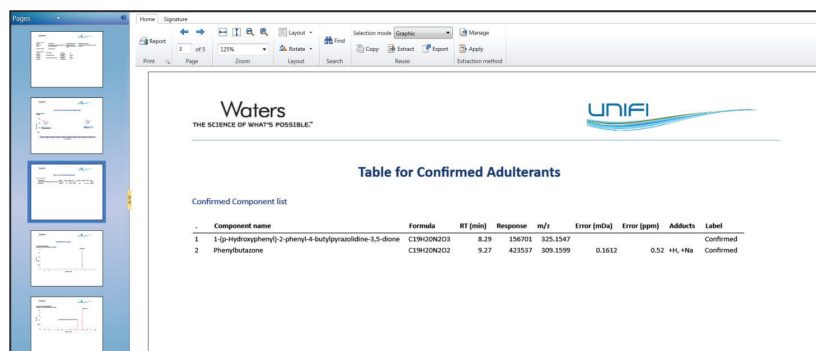 Pages
Home Signature
Report
3 of 5
125%
Layout
Rotate
Find
Selection mode Graphic
Copy Extract Export
Manage
Apply
Print Page Zoom Layout Search Reuse Extraction method
Waters
THE SCIENCE OF WHAT'S POSSIBLE.™
UNIFI
Table for Confirmed Adulterants
Confirmed Component list
. Component name Formula RT (min) Response m/z Error (mDa) Error (ppm) Adducts Label
1 1-(p-Hydroxyphenyl)-2-phenyl-4-butylpyrazolidine-3,5-dione C19H20N2O3 8.29 156701 325.1547 Confirmed
2 Phenylbutazone C19H20N2O2 9.27 423537 309.1599 0.1612 0.52 +H, +Na Confirmed